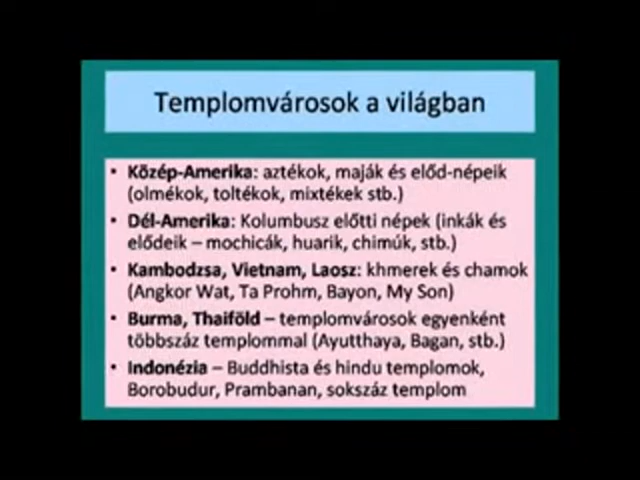 Templomvárosok a világban
• Közép-Amerika: aztékok, maják és előd-népeik
(olmékok, toltékok, mixtékek stb.)
• Dél-Amerika: Kolumbusz előtti népek (inkák és
elődeik – mochicák, huarik, chimúk, stb.)
• Kambodzsa, Vietnam, Laosz: khmerek és chamok
(Angkor Wat, Ta Prohm, Bayon, My Son)
• Burma, Thaiföld – templomvárosok egyenként
többszáz templommal (Ayutthaya, Bagan, stb.)
• Indonézia – Buddhista és hindu templomok,
Borobudur, Prambanan, sokszáz templom